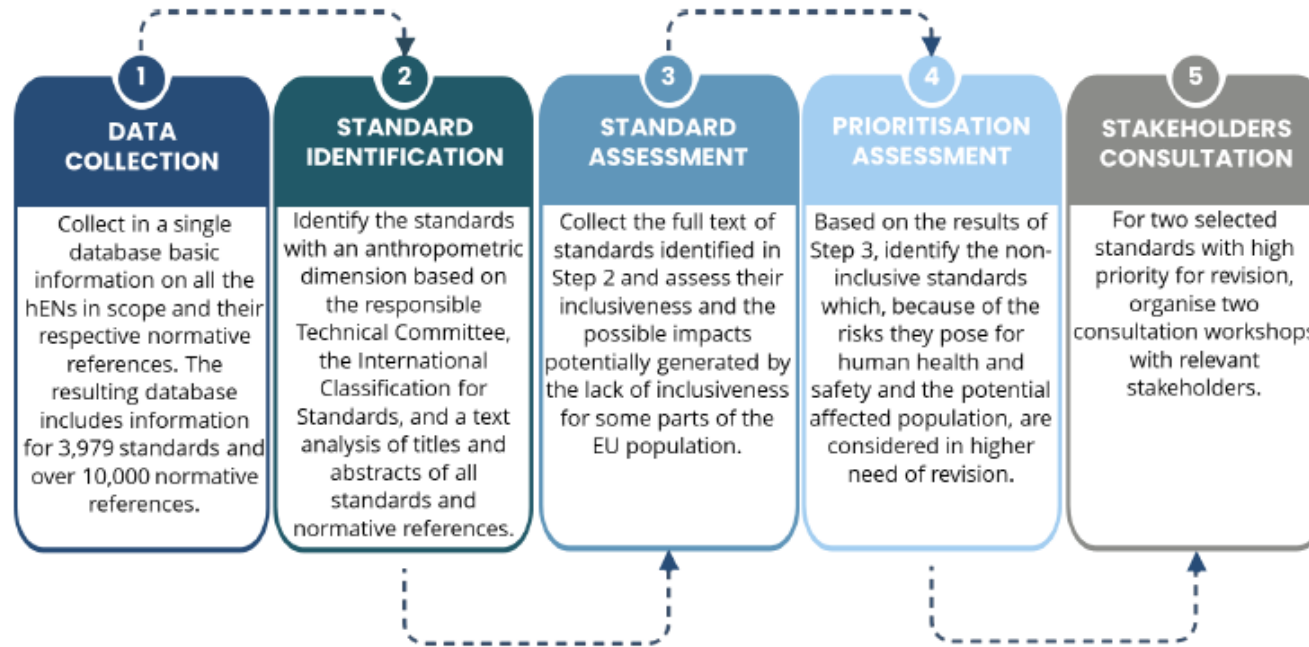 1
DATA
COLLECTION
Collect in a single
database basic
information on all the
hENs in scope and their
respective normative
references. The
resulting database
includes information
for 3,979 standards and
over 10,000 normative
references.
2
STANDARD
IDENTIFICATION
Identify the standards
with an anthropometric
dimension based on
the responsible
Technical Committee,
the International
Classification for
Standards, and a text
analysis of titles and
abstracts of all
standards and
normative references.
3
STANDARD
ASSESSMENT
Collect the full text of
standards identified in
Step 2 and assess their
inclusiveness and the
possible impacts
potentially generated by
the lack of inclusiveness
for some parts of the
EU population.
4
PRIORITISATION
ASSESSMENT
Based on the results of
Step 3, identify the non-
inclusive standards
which, because of the
risks they pose for
human health and
safety and the potential
affected population, are
considered in higher
need of revision.
5
STAKEHOLDERS
CONSULTATION
For two selected
standards with high
priority for revision,
organise two
consultation workshops
with relevant
stakeholders.